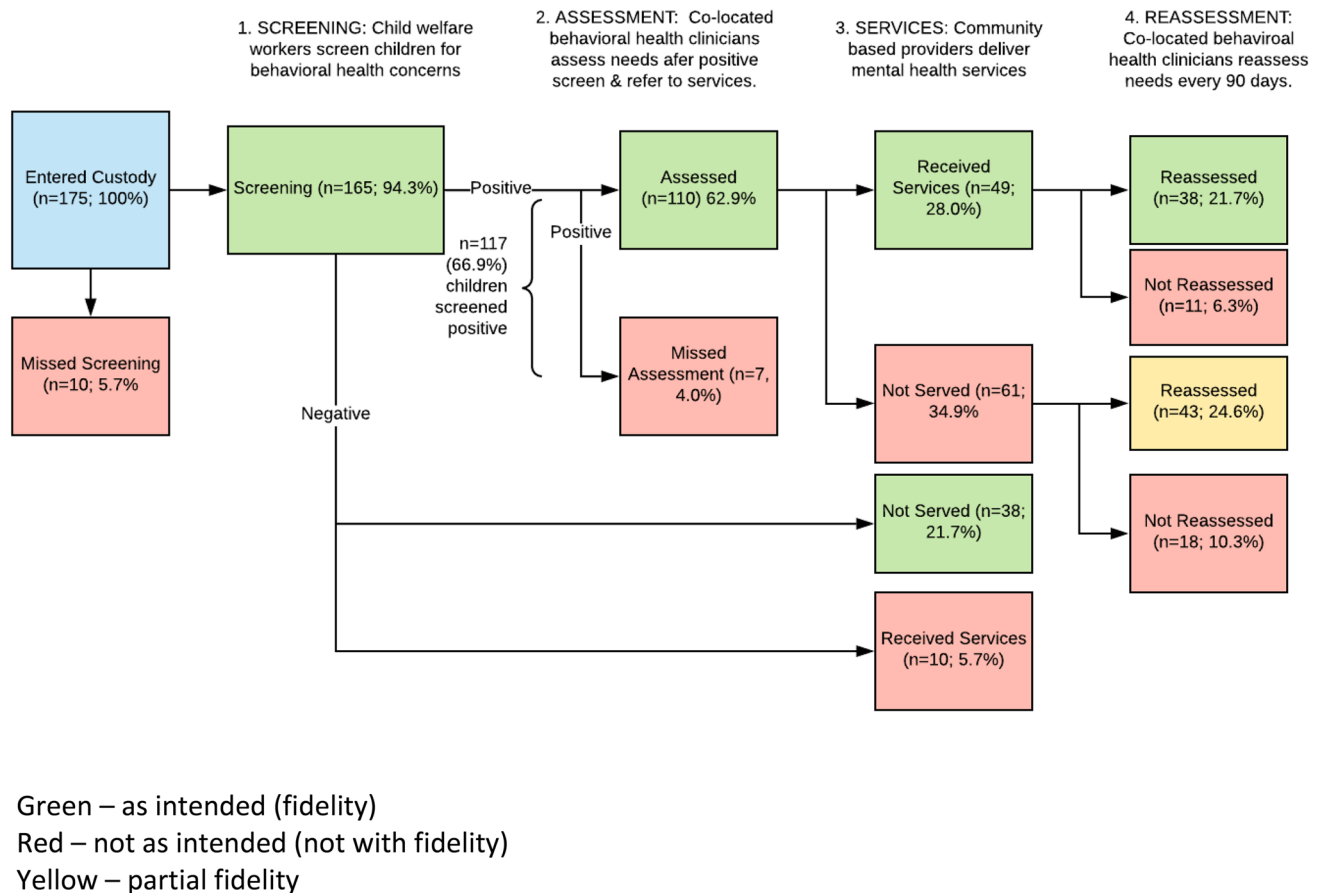 1. SCREENING: Child welfare
workers screen children for
behavioral health concerns
2. ASSESSMENT:  Co-located
behavioral health clinicians
assess needs afer positive
screen & refer to services.
3. SERVICES: Community
based providers deliver
mental health services
4. REASSESSMENT:
Co-located behaviroal
health clinicians reassess
needs every 90 days.
Entered Custody
(n=175; 100%)
Screening (n=165; 94.3%)
Positive
Assessed
(n=110) 62.9%
Received
Services (n=49;
28.0%)
Reassessed
(n=38; 21.7%)
Positive
n=117
(66.9%)
children
screened
positive
Not Reassessed
(n=11; 6.3%)
Missed Screening
(n=10; 5.7%
Missed
Assessment (n=7,
4.0%)
Not Served (n=61;
34.9%
Reassessed
(n=43; 24.6%)
Negative
Not Served (n=38;
21.7%)
Not Reassessed
(n=18; 10.3%)
Received Services
(n=10; 5.7%)
Green – as intended (fidelity)
Red – not as intended (not with fidelity)
Yellow – partial fidelity